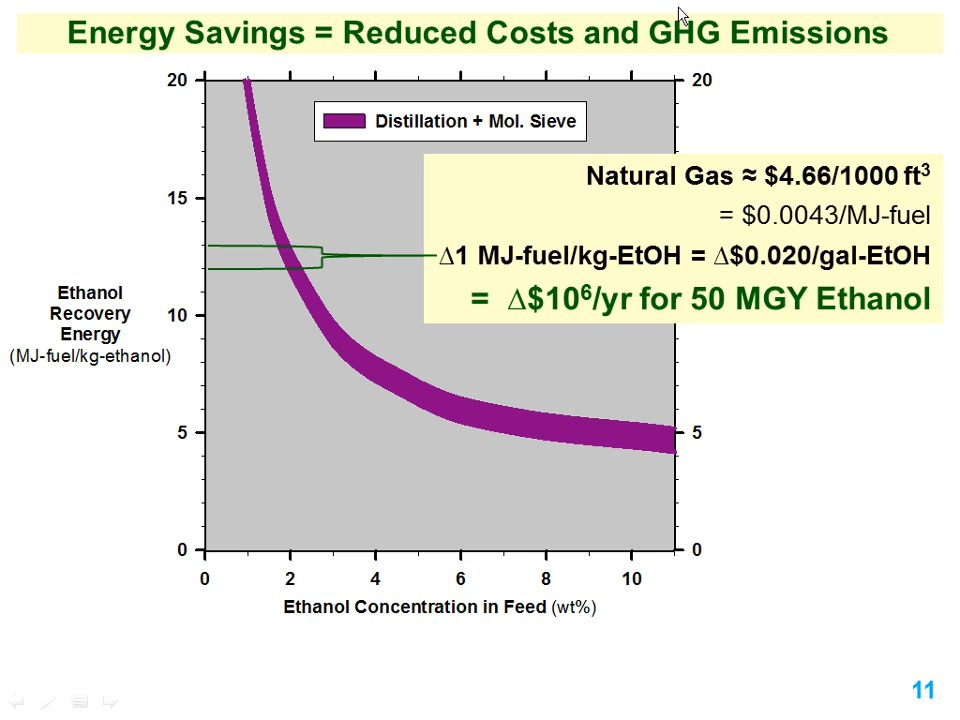 Energy Savings = Reduced Costs and GHG Emissions
20
20
Distillation + Mol. Sieve
Natural Gas ≈ $4.66/1000 ft³
= $0.0043/MJ-fuel
∆1 MJ-fuel/kg-EtOH = ∆$0.020/gal-EtOH
= ∆$10⁶/yr for 50 MGY Ethanol
15
Ethanol
Recovery
Energy
(MJ-fuel/kg-ethanol)
10
5
5
0
0
0 2 4 6 8 10
Ethanol Concentration in Feed (wt%)
11